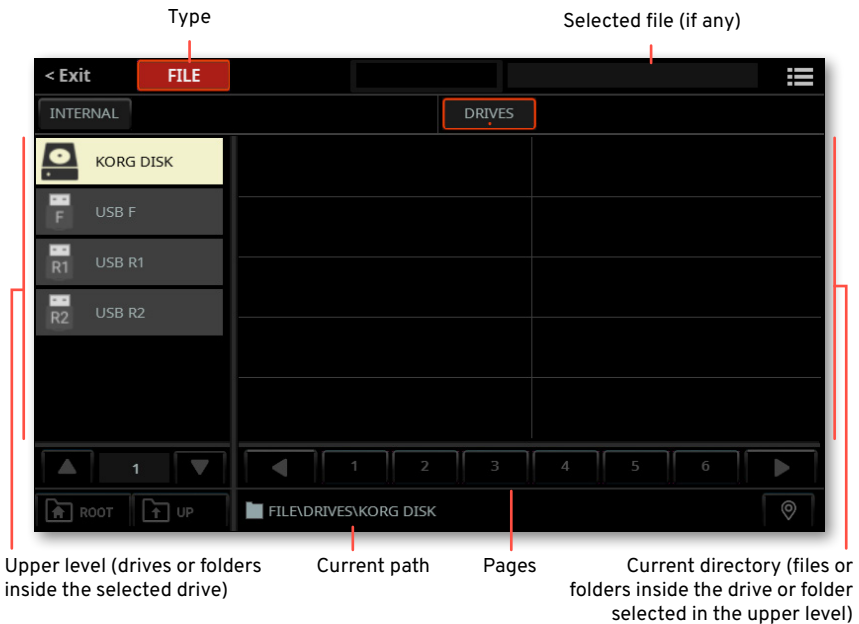 Type
Selected file (if any)
< Exit
FILE
INTERNAL
DRIVES
KORG DISK
F
USB F
R1
USB R1
R2
USB R2
1
1
2
3
4
5
6
ROOT
UP
FILE\DRIVES\KORG DISK
Upper level (drives or folders
inside the selected drive)
Current path
Pages
Current directory (files or
folders inside the drive or folder
selected in the upper level)